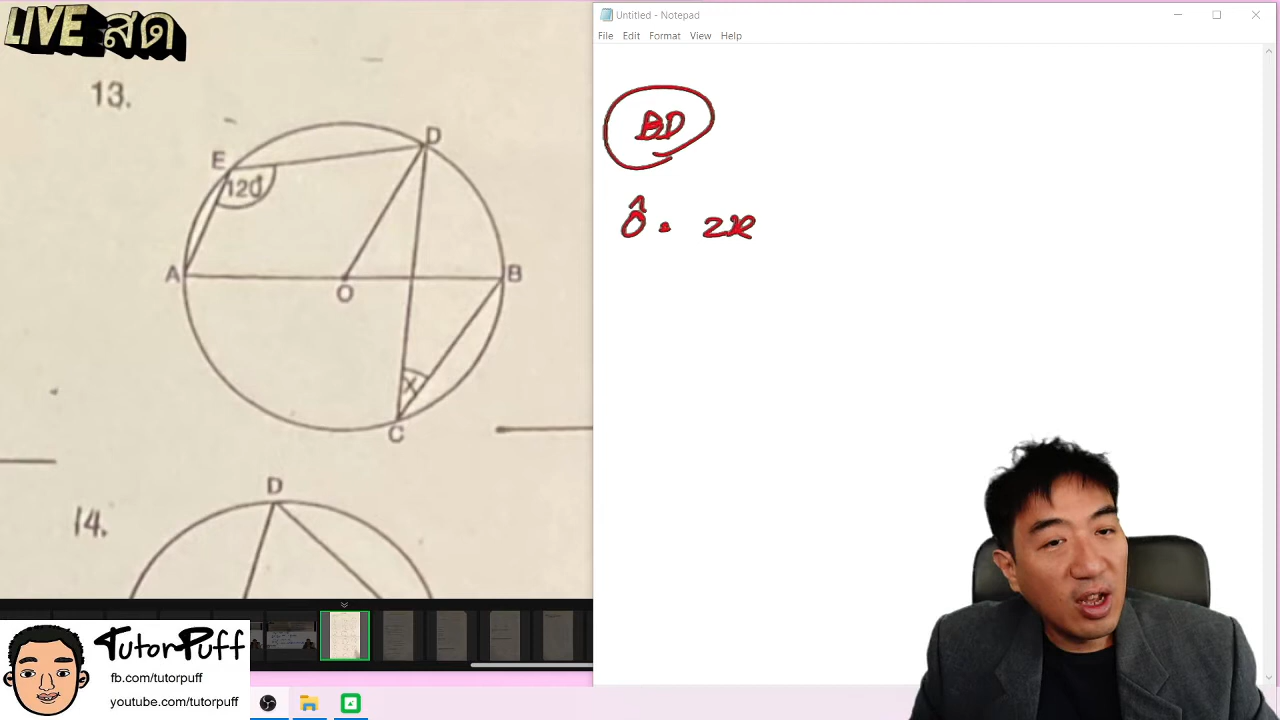 LIVE สด
13.
D
E
120
A
O
B
X
C
D
14.
Untitled - Notepad
File Edit Format View Help
BD
Ô = 2x
TutorPuff
fb.com/tutorpuff
youtube.com/tutorpuff